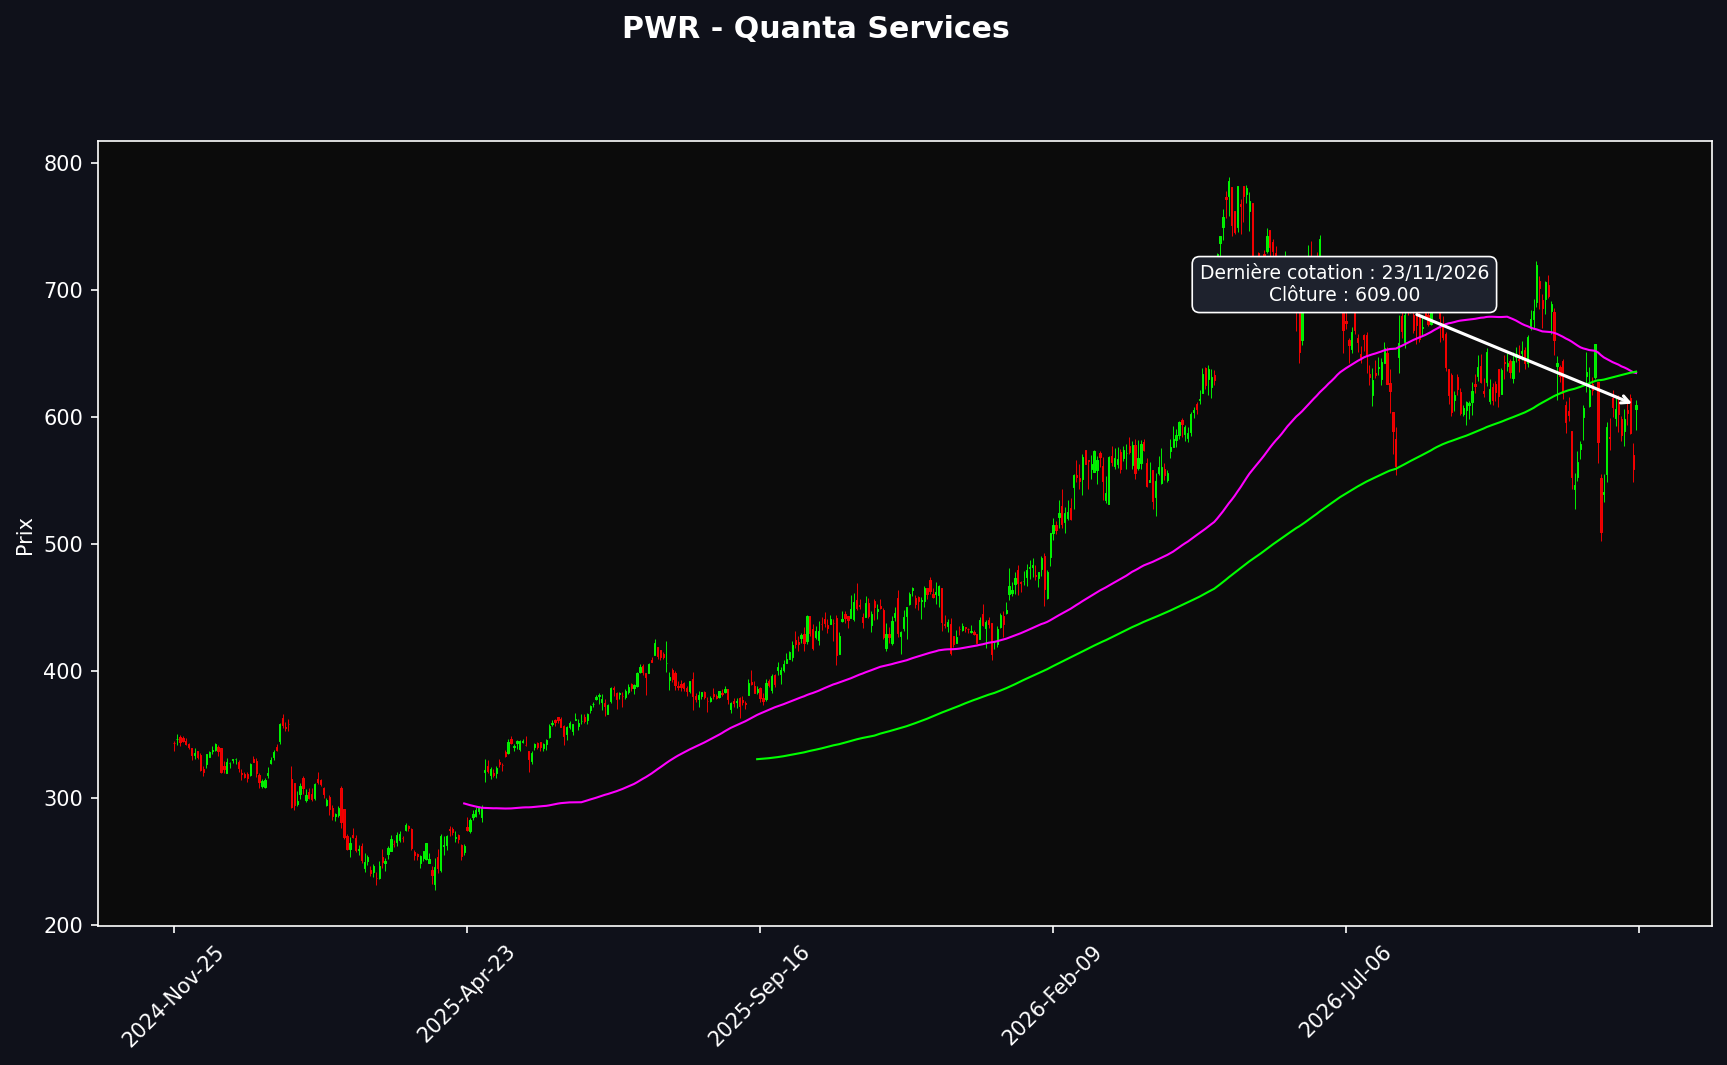 PWR - Quanta Services
Dernière cotation : 23/11/2026
Clôture : 609.00
Prix
800
700
600
500
400
300
200
2024-Nov-25
2025-Apr-23
2025-Sep-16
2026-Feb-09
2026-Jul-06